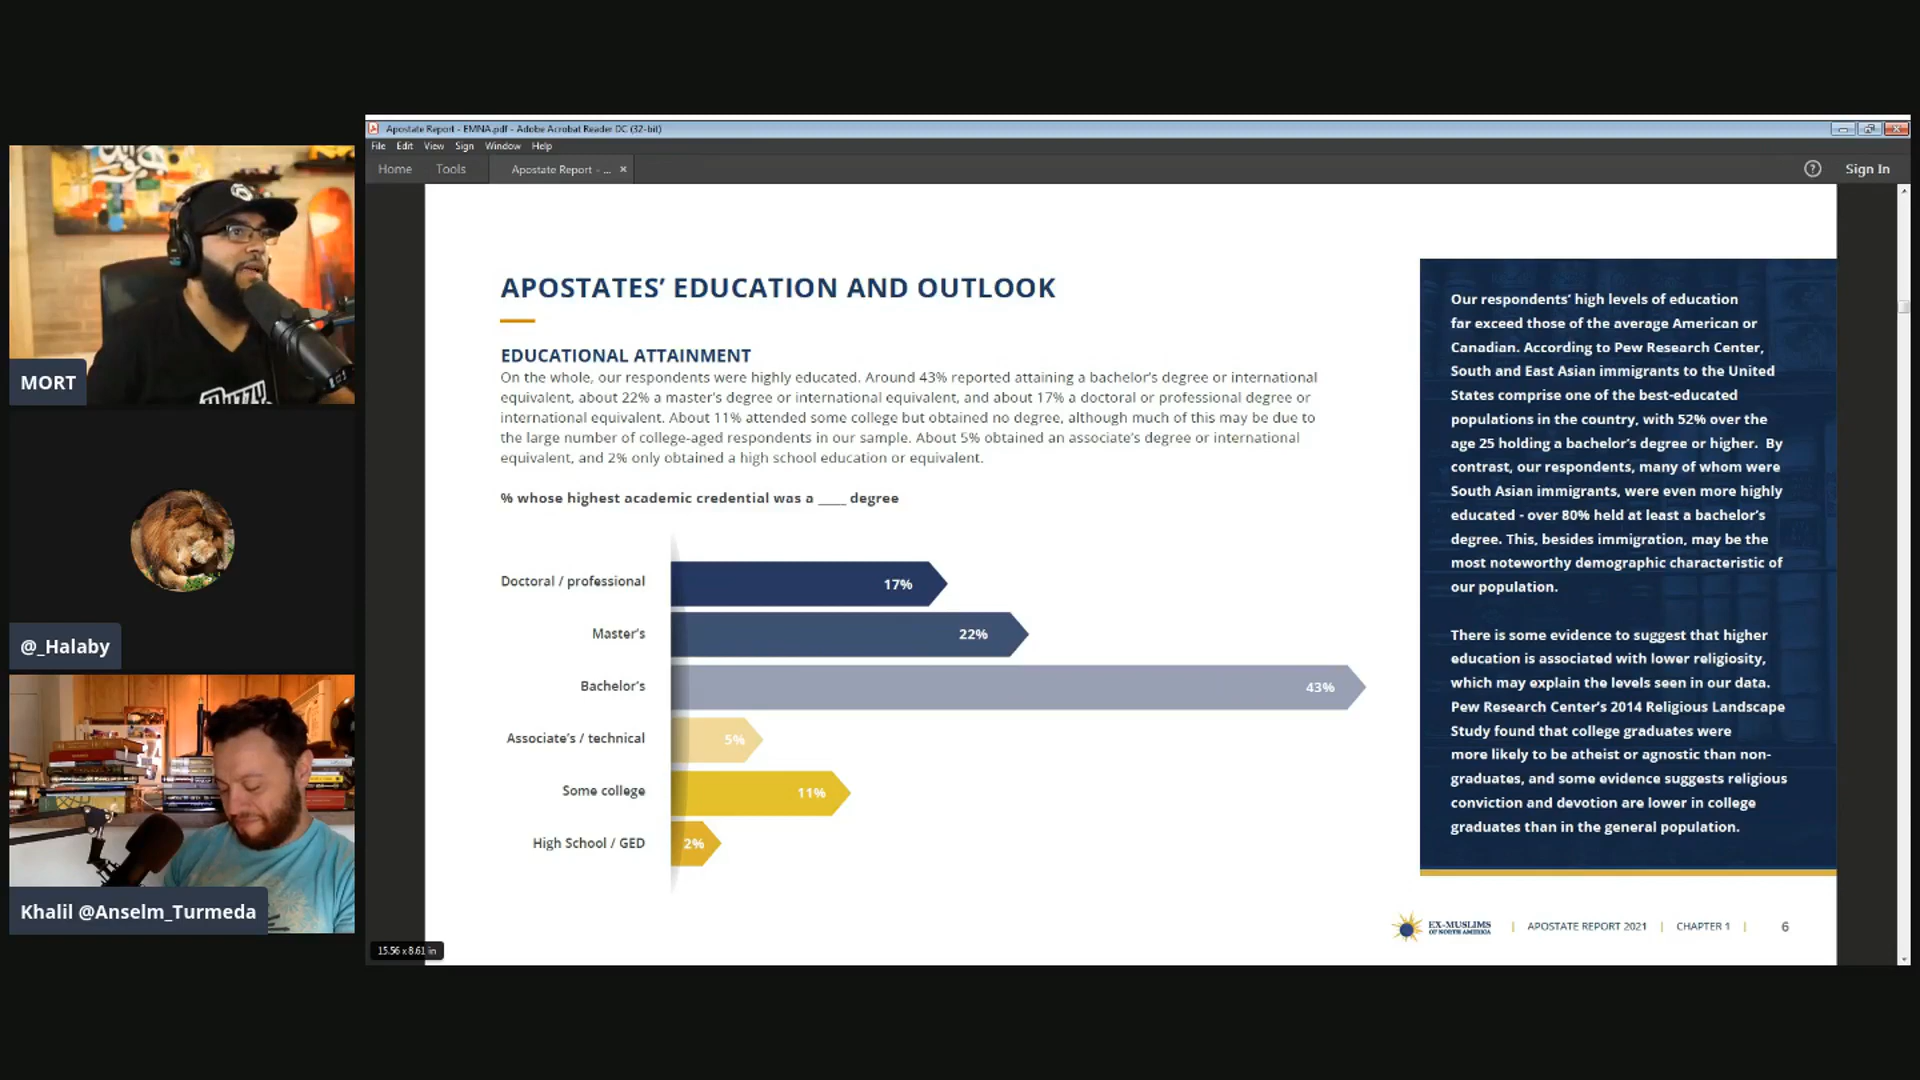 Apostate Report - EMNA.pdf - Adobe Acrobat Reader DC (32-bit)
File Edit View Sign Window Help
Home Tools Apostate Report - ... ×
? Sign In
MORT
@_Halaby
Khalil @Anselm_Turmeda
APOSTATES’ EDUCATION AND OUTLOOK
EDUCATIONAL ATTAINMENT
On the whole, our respondents were highly educated. Around 43% reported attaining a bachelor’s degree or international
equivalent, about 22% a master’s degree or international equivalent, and about 17% a doctoral or professional degree or
international equivalent. About 11% attended some college but obtained no degree, although much of this may be due to
the large number of college-aged respondents in our sample. About 5% obtained an associate’s degree or international
equivalent, and 2% only obtained a high school education or equivalent.
% whose highest academic credential was a ____ degree
Doctoral / professional 17%
Master’s 22%
Bachelor’s 43%
Associate’s / technical 5%
Some college 11%
High School / GED 2%
Our respondents’ high levels of education
far exceed those of the average American or
Canadian. According to Pew Research Center,
South and East Asian immigrants to the United
States comprise one of the best-educated
populations in the country, with 52% over the
age 25 holding a bachelor’s degree or higher. By
contrast, our respondents, many of whom were
South Asian immigrants, were even more highly
educated - over 80% held at least a bachelor’s
degree. This, besides immigration, may be the
most noteworthy demographic characteristic of
our population.
There is some evidence to suggest that higher
education is associated with lower religiosity,
which may explain the levels seen in our data.
Pew Research Center’s 2014 Religious Landscape
Study found that college graduates were
more likely to be atheist or agnostic than non-
graduates, and some evidence suggests religious
conviction and devotion are lower in college
graduates than in the general population.
EX-MUSLIMS
OF NORTH AMERICA
| APOSTATE REPORT 2021 | CHAPTER 1 | 6
15.56 x 8.61 in